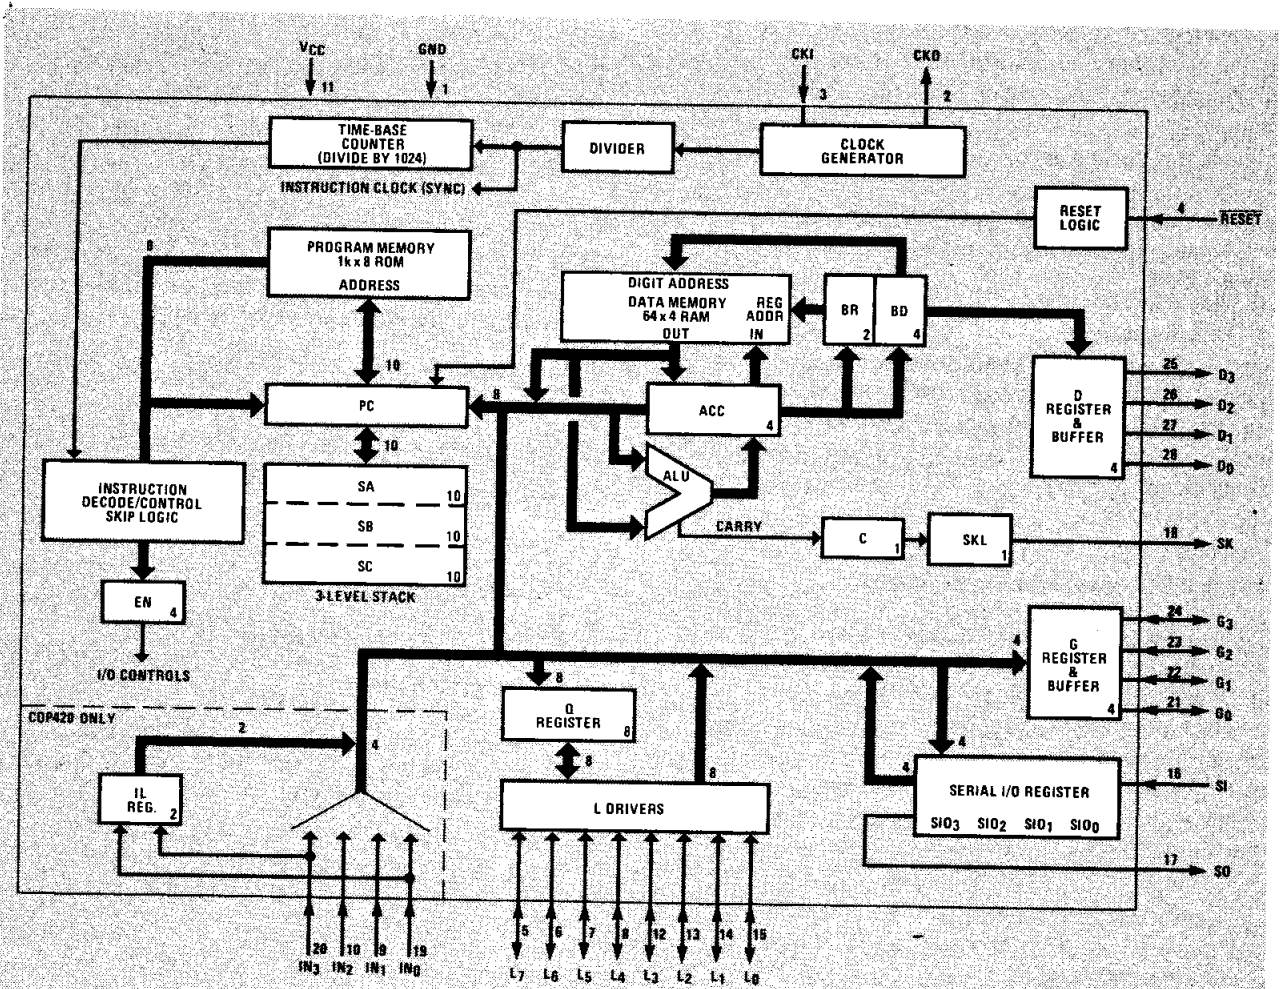 VCC
GND
CKI
CKO
11
1
3
2
TIME-BASE
COUNTER
(DIVIDE BY 1024)
DIVIDER
CLOCK
GENERATOR
INSTRUCTION CLOCK (SYNC)
RESET
LOGIC
4
RESET
8
PROGRAM MEMORY
1k x 8 ROM
ADDRESS
DIGIT ADDRESS
DATA MEMORY
64 x 4 RAM
OUT
REG
ADDR
IN
BR
2
BD
4
10
PC
8
ACC
4
D
REGISTER
&
BUFFER
4
25
D3
26
D2
27
D1
28
D0
10
INSTRUCTION
DECODE/CONTROL
SKIP LOGIC
SA
10
SB
10
SC
10
3-LEVEL STACK
ALU
CARRY
C
1
SKL
1
18
SK
EN
4
I/O CONTROLS
4
G
REGISTER
&
BUFFER
4
24
G3
23
G2
22
G1
21
G0
COP420 ONLY
2
4
8
Q
REGISTER
8
8
8
L DRIVERS
IL
REG.
2
4
4
SERIAL I/O REGISTER
SIO3 SIO2 SIO1 SIO0
16
SI
17
SO
20
10
9
19
IN3
IN2
IN1
IN0
5
6
7
8
12
13
14
15
L7
L6
L5
L4
L3
L2
L1
L0